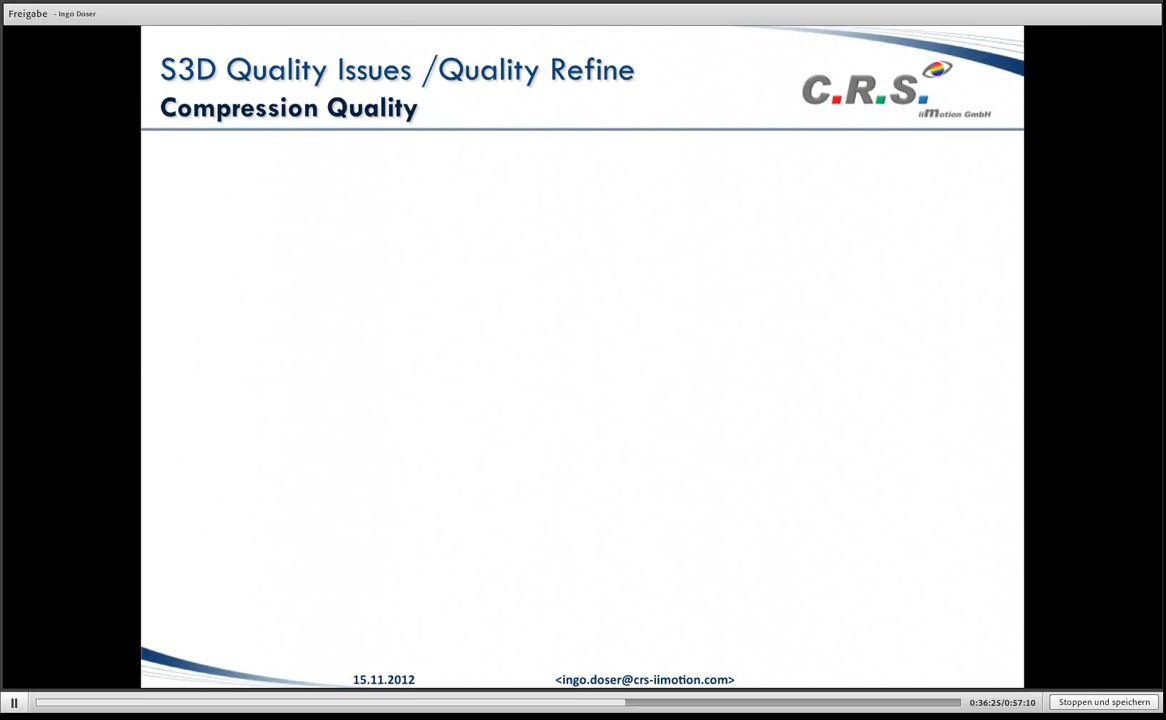 Freigabe - Ingo Doser
S3D Quality Issues /Quality Refine
Compression Quality
C.R.S.
iiMotion GmbH
15.11.2012
<ingo.doser@crs-iimotion.com>
0:36:25/0:57:10
Stoppen und speichern